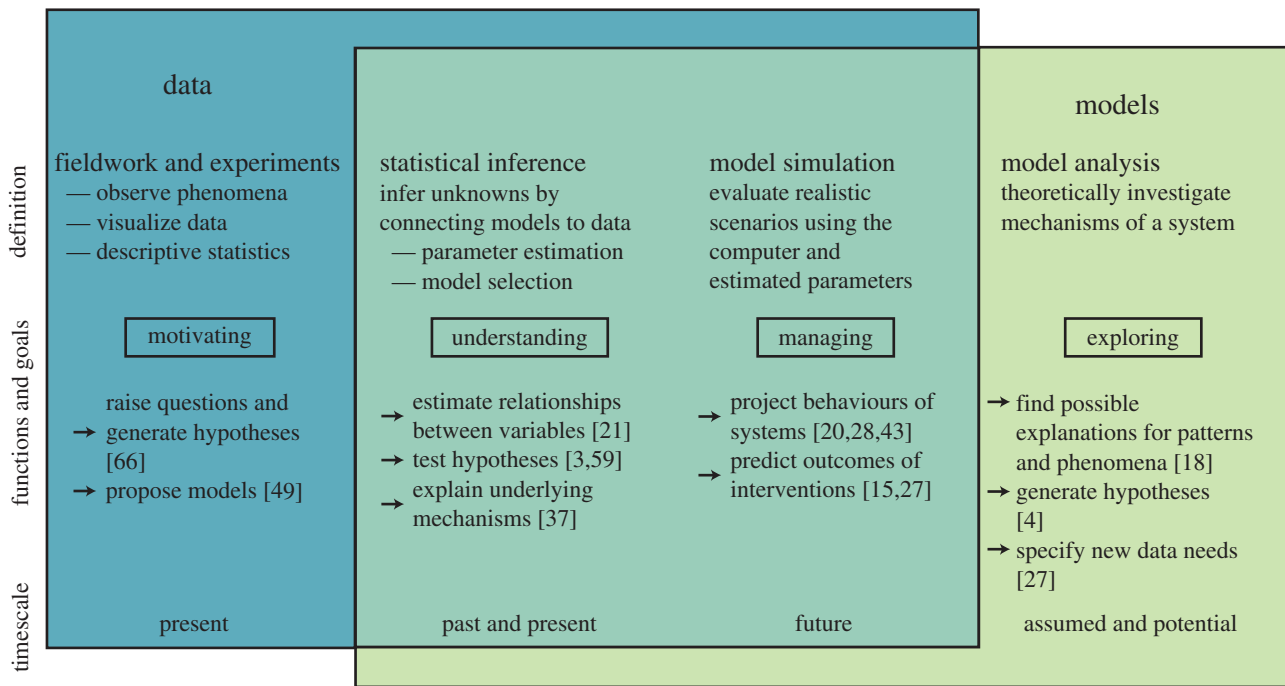 data
models
definition
fieldwork and experiments
— observe phenomena
— visualize data
— descriptive statistics
statistical inference
infer unknowns by
connecting models to data
— parameter estimation
— model selection
model simulation
evaluate realistic
scenarios using the
computer and
estimated parameters
model analysis
theoretically investigate
mechanisms of a system
functions and goals
motivating
understanding
managing
exploring
raise questions and
generate hypotheses
[66]
propose models [49]
estimate relationships
between variables [21]
test hypotheses [3,59]
explain underlying
mechanisms [37]
project behaviours of
systems [20,28,43]
predict outcomes of
interventions [15,27]
find possible
explanations for patterns
and phenomena [18]
generate hypotheses
[4]
specify new data needs
[27]
timescale
present
past and present
future
assumed and potential